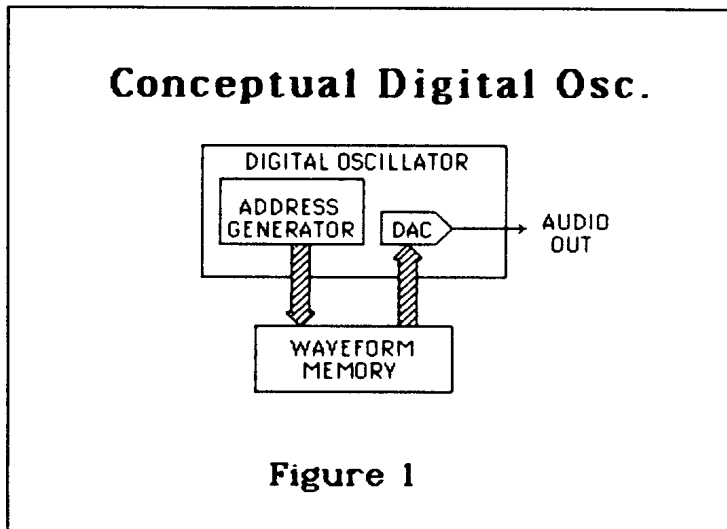 Conceptual Digital Osc.
DIGITAL OSCILLATOR
ADDRESS
GENERATOR
DAC
AUDIO
OUT
WAVEFORM
MEMORY
Figure 1